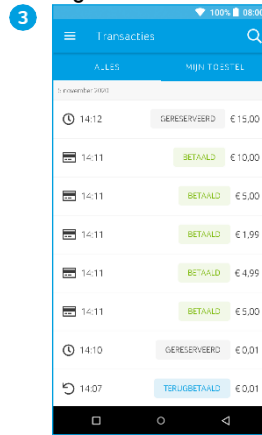 3
100% 08:00
Transacties
ALLES MIJN TOESTEL
5 november 2020
14:12 GERESERVEERD € 15,00
14:11 BETAALD € 10,00
14:11 BETAALD € 5,00
14:11 BETAALD € 1,99
14:11 BETAALD € 4,99
14:11 BETAALD € 5,00
14:10 GERESERVEERD € 0,01
14:07 TERUGBETAALD € 0,01